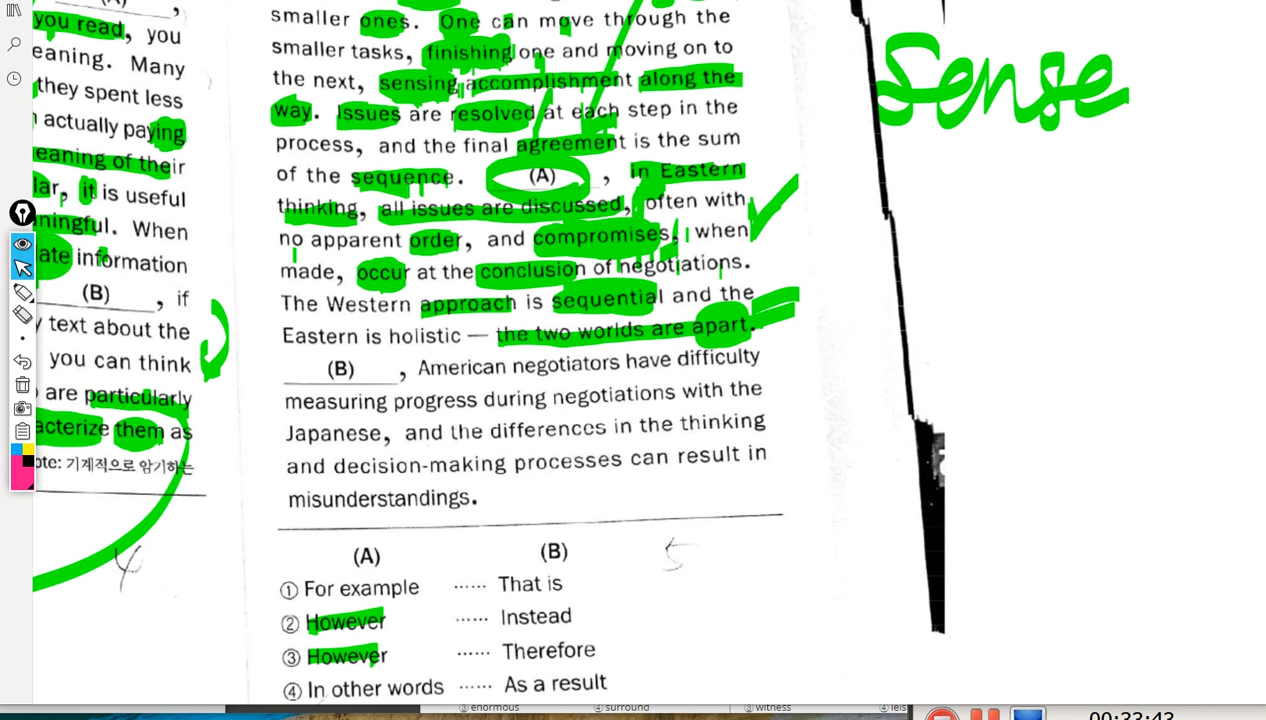 (A) ,
you read, you
eaning. Many
they spent less
actually paying
eaning of their
lar, it is useful
ningful. When
ate information
(B) , if
text about the
you can think
are particularly
acterize them as
ote: 기계적으로 암기하는
4
smaller ones. One can move through the
smaller tasks, finishing one and moving on to
the next, sensing accomplishment along the
way. Issues are resolved at each step in the
process, and the final agreement is the sum
of the sequence. (A) , in Eastern
thinking, all issues are discussed, often with
no apparent order, and compromises, when
made, occur at the conclusion of negotiations.
The Western approach is sequential and the
Eastern is holistic — the two worlds are apart.
(B) , American negotiators have difficulty
measuring progress during negotiations with the
Japanese, and the differences in the thinking
and decision-making processes can result in
misunderstandings.
(A) (B) 5
① For example ······ That is
② However ······ Instead
③ However ······ Therefore
④ In other words ······ As a result
Sense
② enormous ④ surround ③ witness
00:33:43